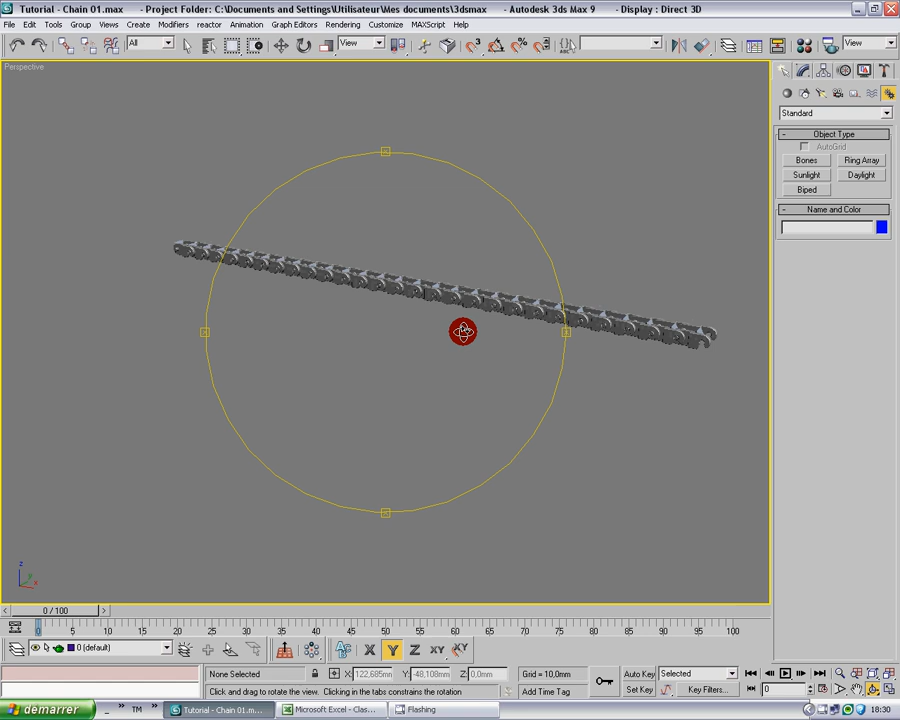 Tutorial - Chain 01.max - Project Folder: C:\Documents and Settings\Utilisateur\Mes documents\3dsmax - Autodesk 3ds Max 9 - Display : Direct 3D
File Edit Tools Group Views Create Modifiers reactor Animation Graph Editors Rendering Customize MAXScript Help
All View View
Perspective
Standard
- Object Type
AutoGrid
Bones Ring Array
Sunlight Daylight
Biped
- Name and Color
z
y
x
< 0 / 100 >
0 5 10 15 20 25 30 35 40 45 50 55 60 65 70 75 80 85 90 95 100
0 (default) X Y Z XY XY
None Selected X: 122,685mm Y: -48,108mm Z: 0,0mm Grid = 10,0mm Auto Key Selected
Click and drag to rotate the view. Clicking in the tabs constrains the rotation Add Time Tag Set Key Key Filters... 0
démarrer » TM » Tutorial - Chain 01.m... Microsoft Excel - Clas... Flashing 18:30